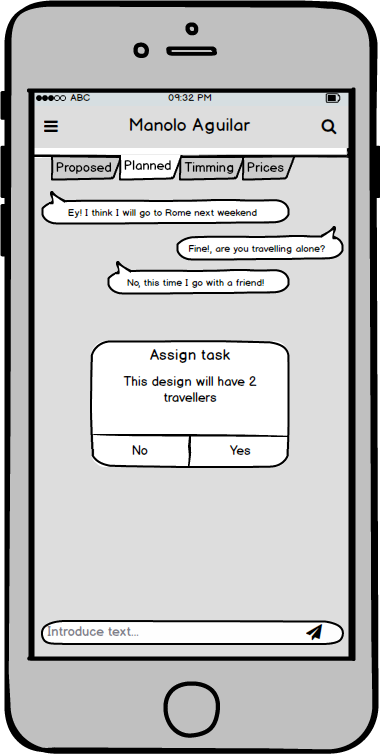 ABC 09:32 PM
Manolo Aguilar
Proposed Planned Timming Prices
Ey! I think I will go to Rome next weekend
Fine!, are you travelling alone?
No, this time I go with a friend!
Assign task
This design will have 2
travellers
No Yes
Introduce text...